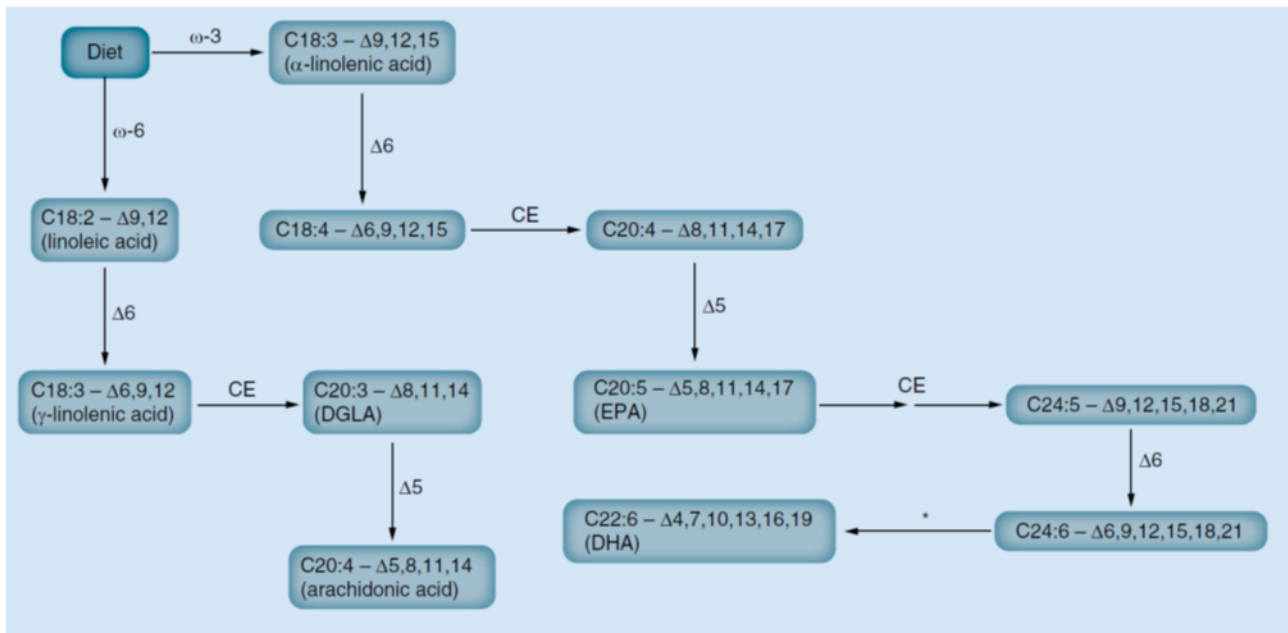 Diet
ω-3
C18:3 – Δ9,12,15
(α-linolenic acid)
ω-6
Δ6
C18:2 – Δ9,12
(linoleic acid)
C18:4 – Δ6,9,12,15
CE
C20:4 – Δ8,11,14,17
Δ6
Δ5
C18:3 – Δ6,9,12
(γ-linolenic acid)
CE
C20:3 – Δ8,11,14
(DGLA)
C20:5 – Δ5,8,11,14,17
(EPA)
CE
C24:5 – Δ9,12,15,18,21
Δ5
Δ6
C22:6 – Δ4,7,10,13,16,19
(DHA)
*
C24:6 – Δ6,9,12,15,18,21
C20:4 – Δ5,8,11,14
(arachidonic acid)